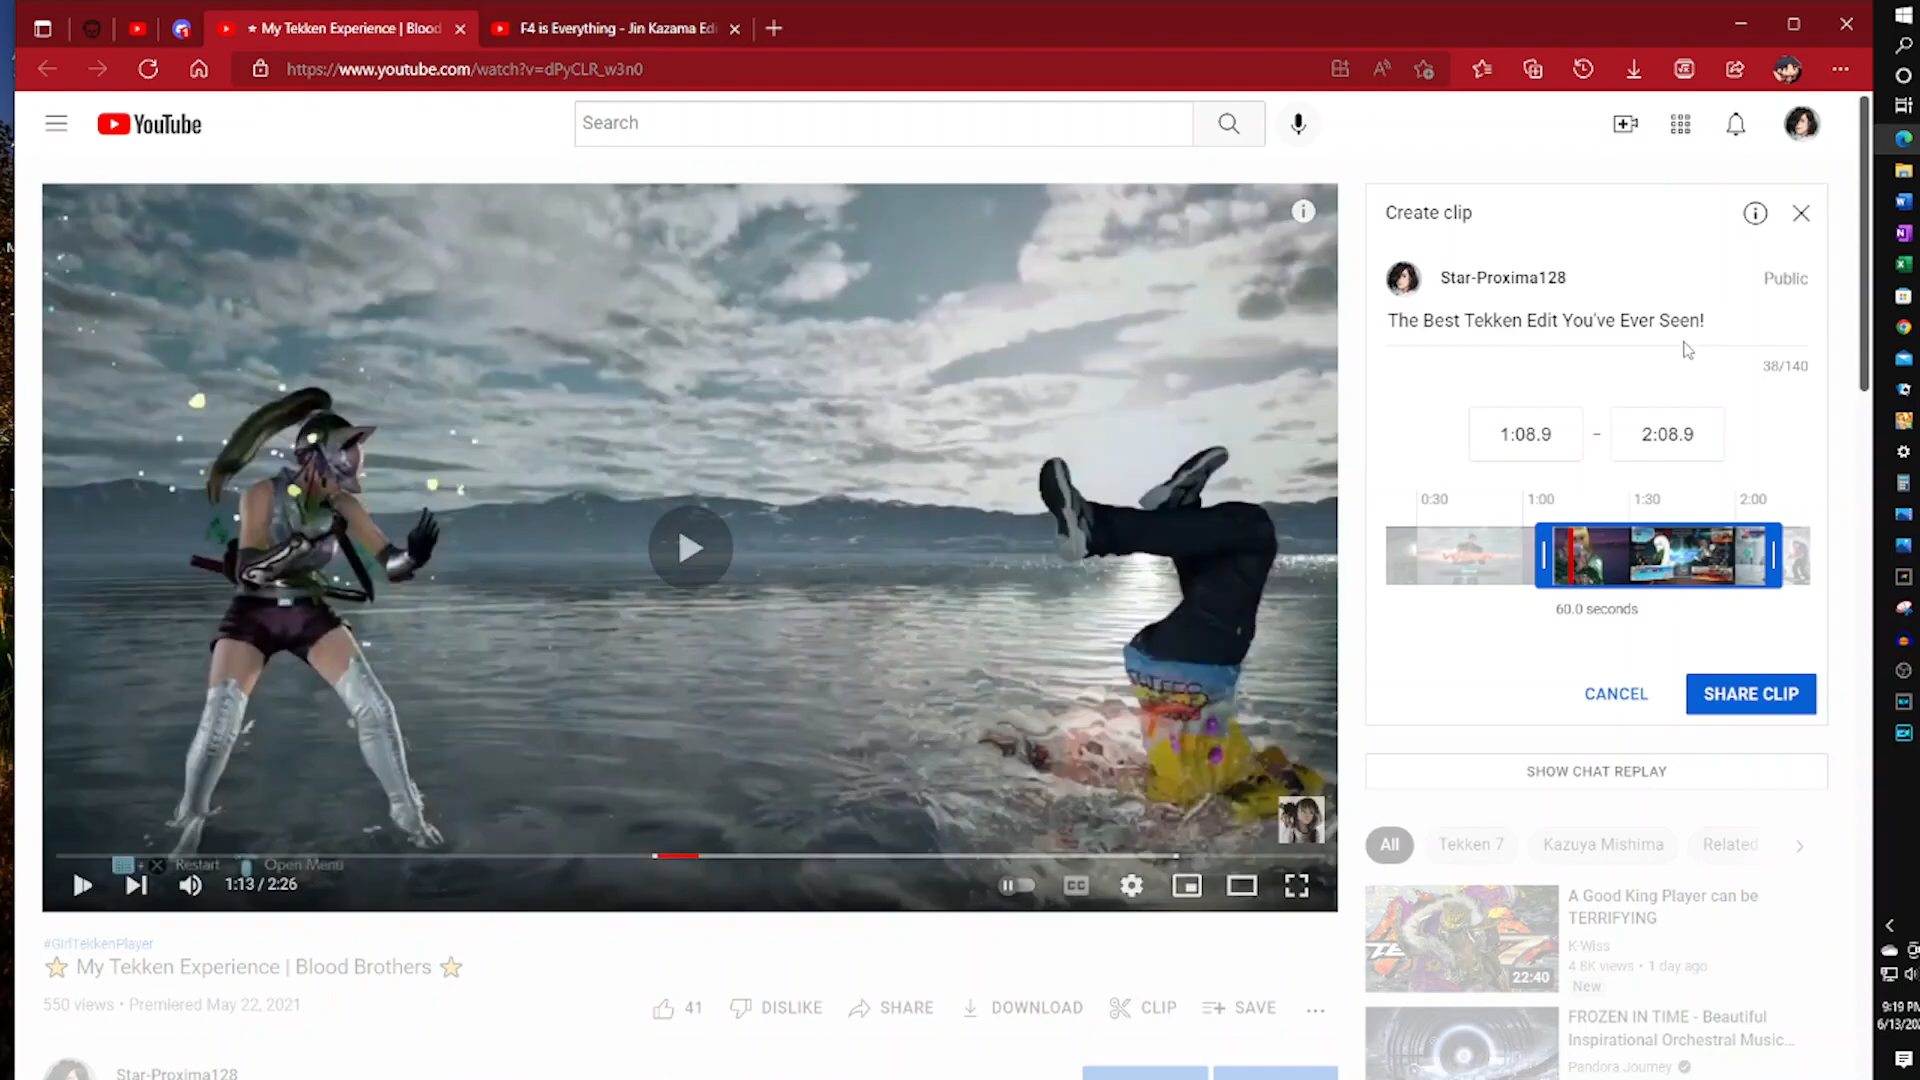 ★ My Tekken Experience | Blood
F4 is Everything - Jin Kazama Edi
https://www.youtube.com/watch?v=dPyCLR_w3n0
YouTube
Search
Create clip
Star-Proxima128
Public
The Best Tekken Edit You've Ever Seen!
38/140
1:08.9 - 2:08.9
0:30 1:00 1:30 2:00
60.0 seconds
CANCEL
SHARE CLIP
SHOW CHAT REPLAY
Restart
Open Menu
1:13 / 2:26
CC
All
Tekken 7
Kazuya Mishima
Related
A Good King Player can be
TERRIFYING
K-Wiss
4.8K views • 1 day ago
New
22:40
FROZEN IN TIME - Beautiful
Inspirational Orchestral Music...
Pandora Journey
#GirlTekkenPlayer
⭐ My Tekken Experience | Blood Brothers ⭐
550 views • Premiered May 22, 2021
41
DISLIKE
SHARE
DOWNLOAD
CLIP
SAVE
Star-Proxima128
9:19 PM